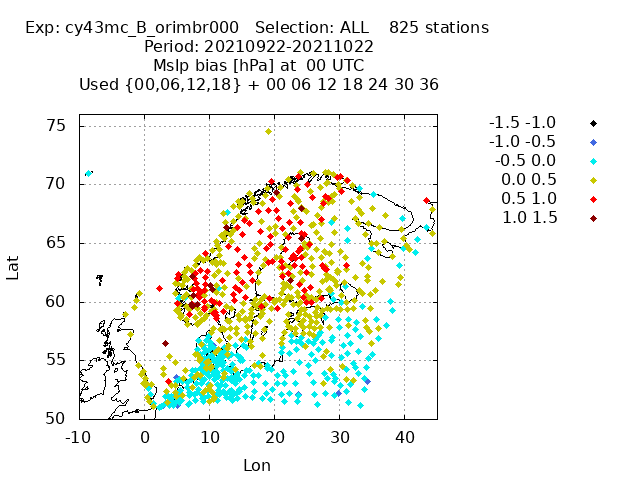 Exp: cy43mc_B_orimbr000 Selection: ALL 825 stations
Period: 20210922-20211022
Mslp bias [hPa] at 00 UTC
Used {00,06,12,18} + 00 06 12 18 24 30 36
-1.5 -1.0
-1.0 -0.5
-0.5 0.0
0.0 0.5
0.5 1.0
1.0 1.5
75
70
65
60
55
50
Lat
-10 0 10 20 30 40
Lon